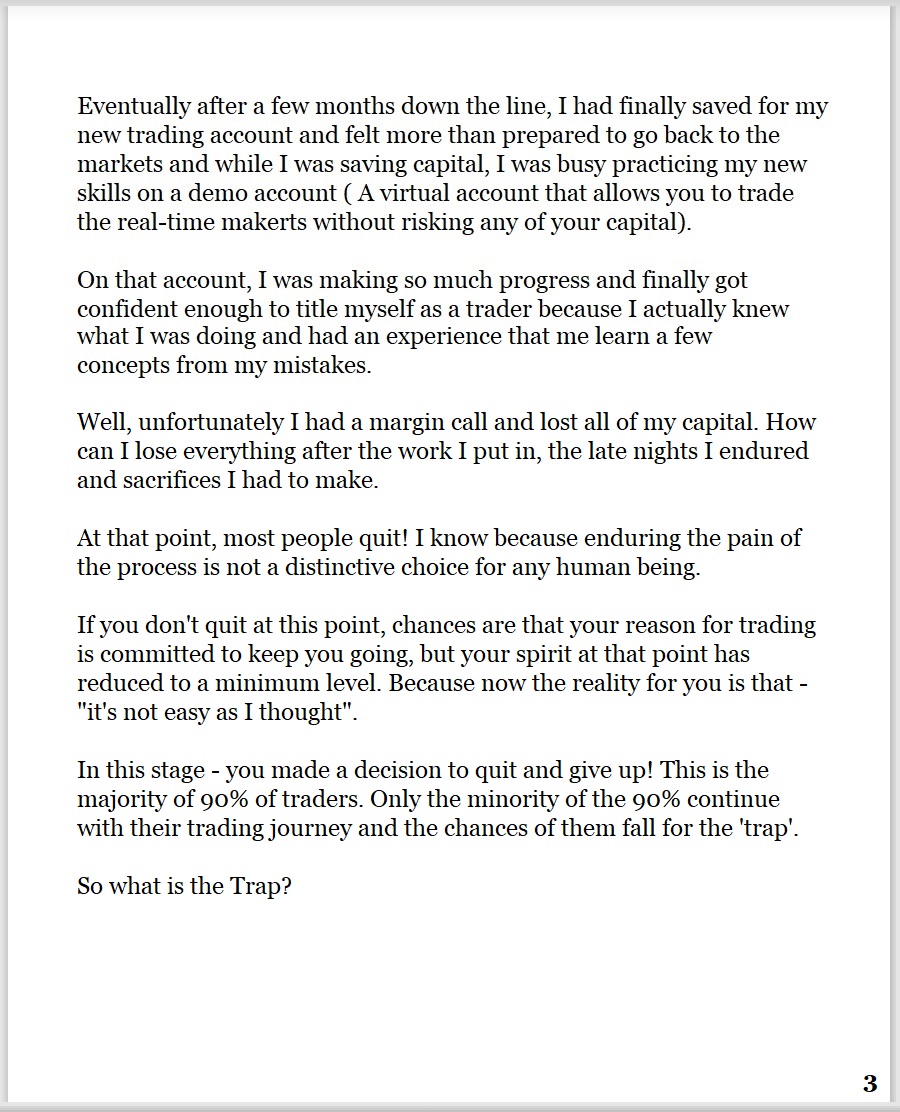 Eventually after a few months down the line, I had finally saved for my
new trading account and felt more than prepared to go back to the
markets and while I was saving capital, I was busy practicing my new
skills on a demo account ( A virtual account that allows you to trade
the real-time makerts without risking any of your capital).
On that account, I was making so much progress and finally got
confident enough to title myself as a trader because I actually knew
what I was doing and had an experience that me learn a few
concepts from my mistakes.
Well, unfortunately I had a margin call and lost all of my capital. How
can I lose everything after the work I put in, the late nights I endured
and sacrifices I had to make.
At that point, most people quit! I know because enduring the pain of
the process is not a distinctive choice for any human being.
If you don't quit at this point, chances are that your reason for trading
is committed to keep you going, but your spirit at that point has
reduced to a minimum level. Because now the reality for you is that -
"it's not easy as I thought".
In this stage - you made a decision to quit and give up! This is the
majority of 90% of traders. Only the minority of the 90% continue
with their trading journey and the chances of them fall for the 'trap'.
So what is the Trap?
3